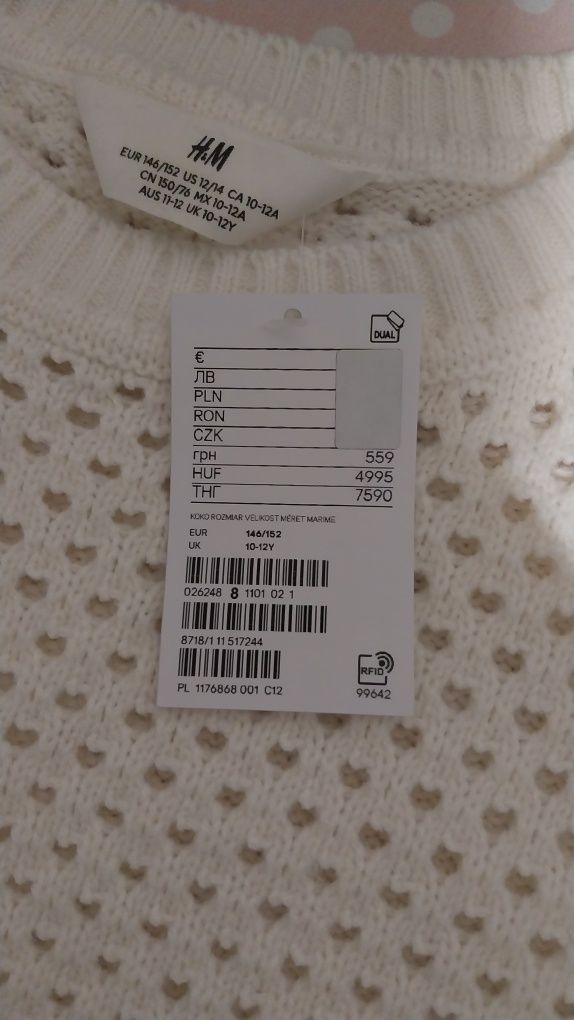 H&M
EUR 146/152 US 12/14 CA 10-12A
CN 150/76 MX 10-12A
AUS 11-12 UK 10-12Y
DUAL
€
ЛВ
PLN
RON
CZK
грн 559
HUF 4995
ТНГ 7590
KOKO ROZMIAR VELIKOST MÉRET MARIME
EUR 146/152
UK 10-12Y
026248 8 1101 02 1
8718/1 11 517244
RFID
PL 1176868 001 C12
99642